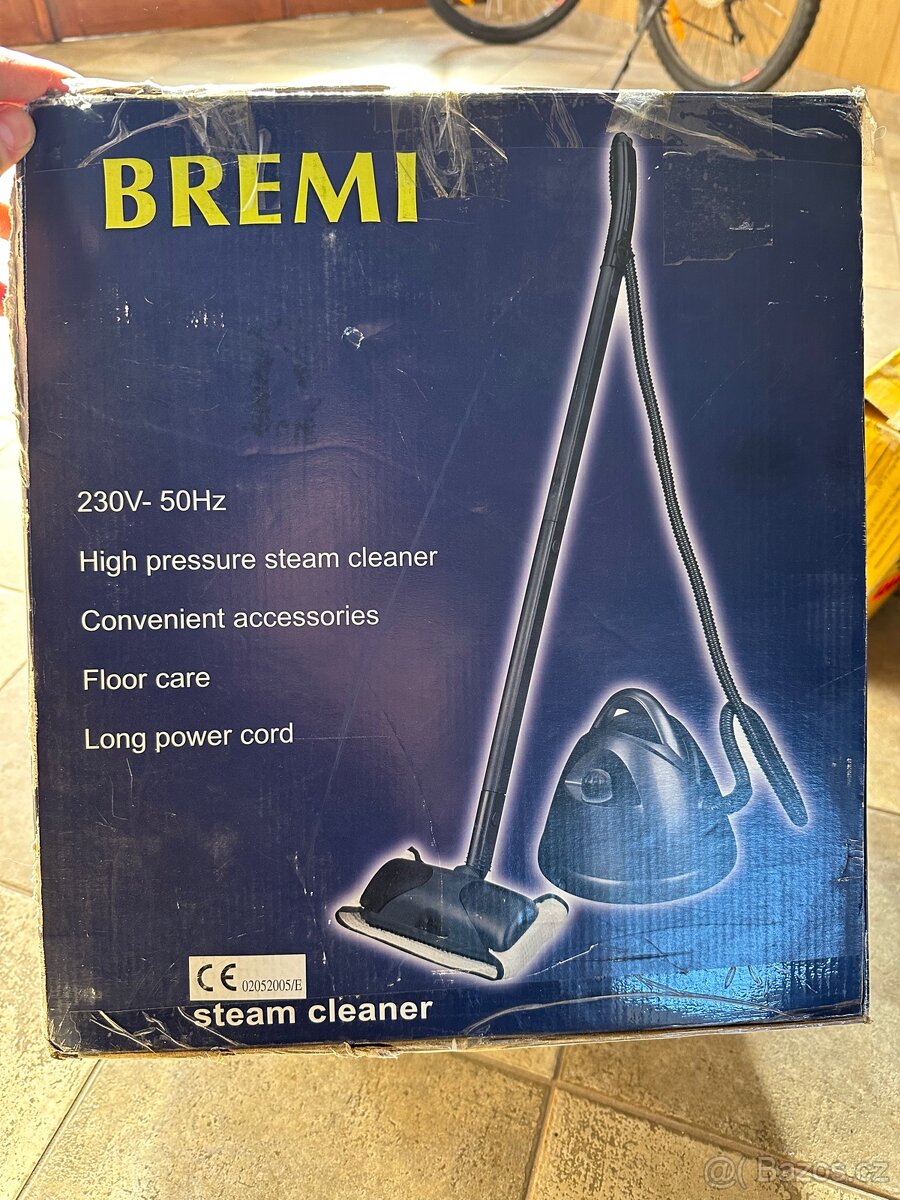 BREMI
230V- 50Hz
High pressure steam cleaner
Convenient accessories
Floor care
Long power cord
CE 02052005/E
steam cleaner
@ Bazos.cz